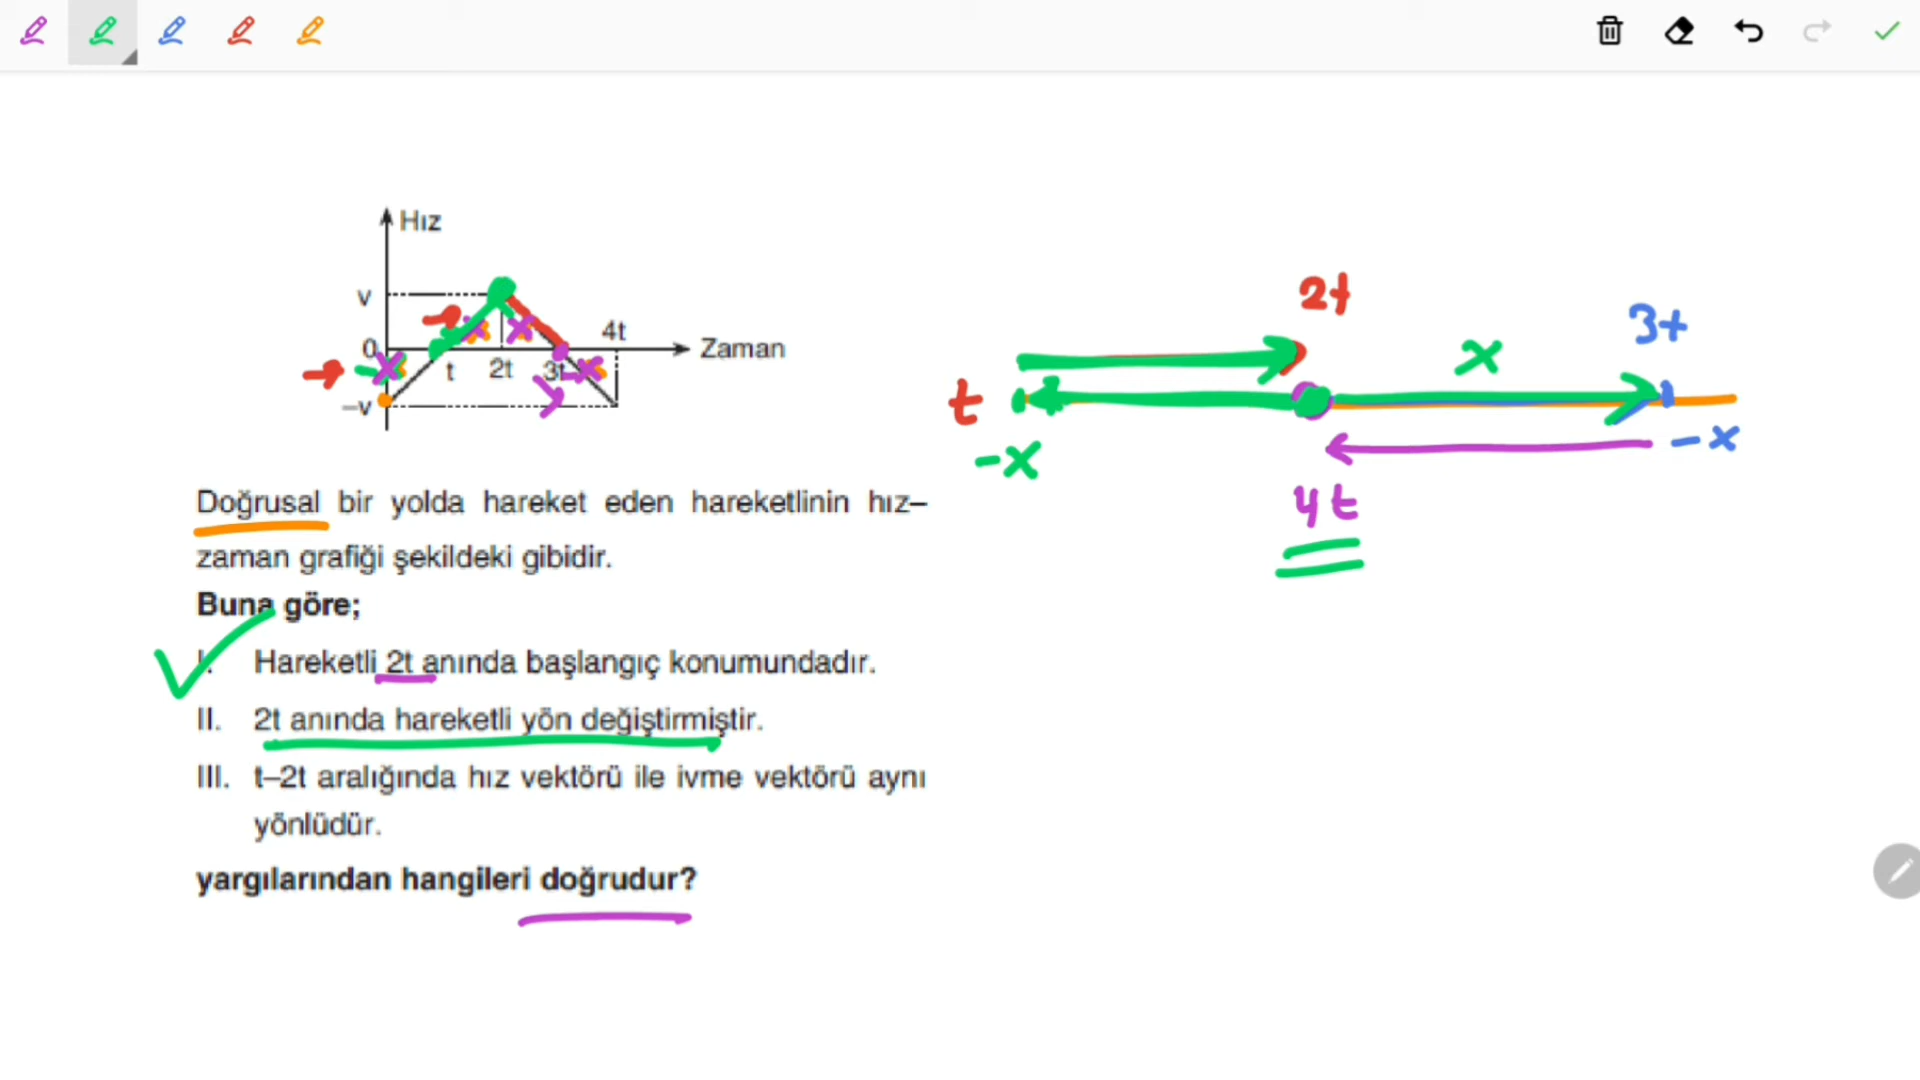 Hız
v
0
-v
t
2t
3t
4t
Zaman
x
x
x
x
2t
3t
x
t
-x
-x
4t
Doğrusal bir yolda hareket eden hareketlinin hız–
zaman grafiği şekildeki gibidir.
Buna göre;
I. Hareketli 2t anında başlangıç konumundadır.
II. 2t anında hareketli yön değiştirmiştir.
III. t–2t aralığında hız vektörü ile ivme vektörü aynı
yönlüdür.
yargılarından hangileri doğrudur?